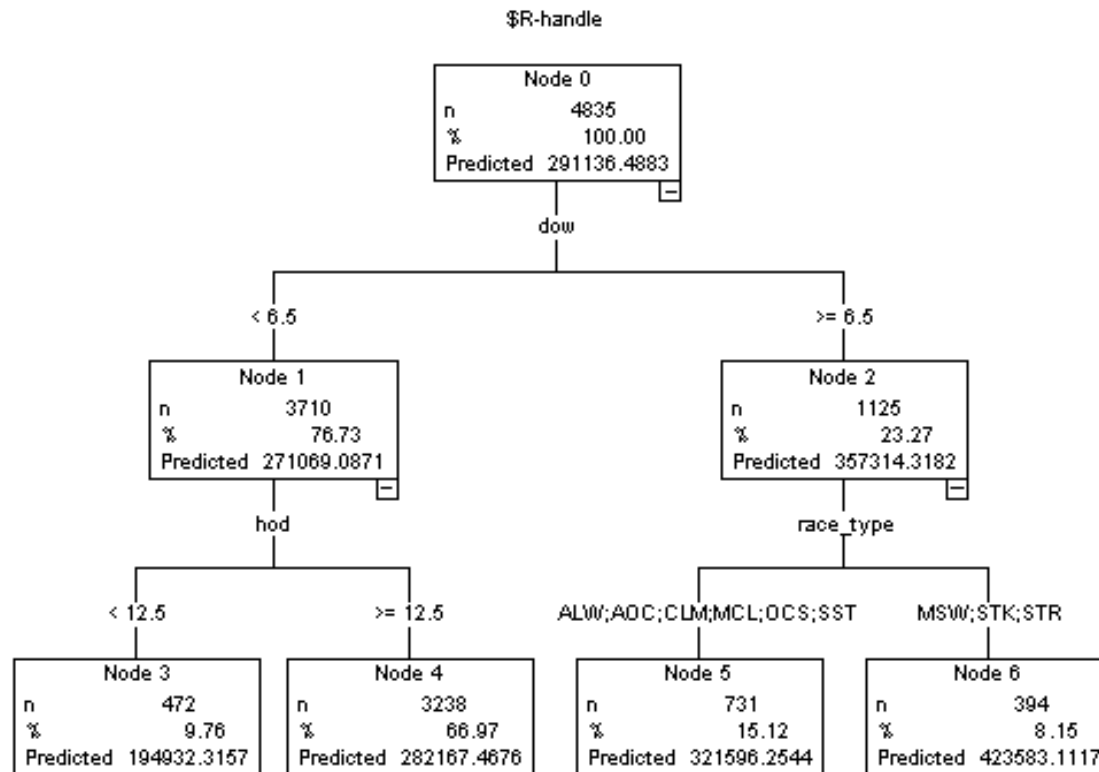 $R-handle
Node 0
n 4835
% 100.00
Predicted 291136.4883
dow
< 6.5 >= 6.5
Node 1
n 3710
% 76.73
Predicted 271069.0871
Node 2
n 1125
% 23.27
Predicted 357314.3182
hod
race_type
< 12.5 >= 12.5
ALW;AOC;CLM;MCL;OCS;SST MSW;STK;STR
Node 3
n 472
% 9.76
Predicted 194932.3157
Node 4
n 3238
% 66.97
Predicted 282167.4676
Node 5
n 731
% 15.12
Predicted 321596.2544
Node 6
n 394
% 8.15
Predicted 423583.1117